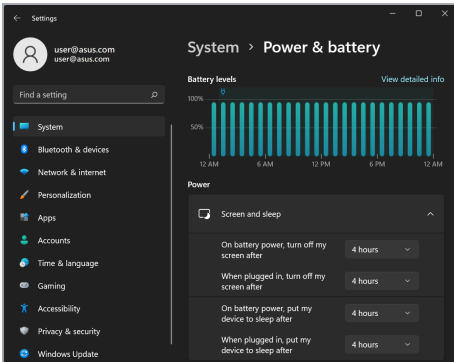 Settings
user@asus.com
user@asus.com
Find a setting
System
Bluetooth & devices
Network & internet
Personalization
Apps
Accounts
Time & language
Gaming
Accessibility
Privacy & security
Windows Update
System > Power & battery
Battery levels
View detailed info
100%
50%
12 AM 6 AM 12 PM 6 PM 12 AM
Power
Screen and sleep
On battery power, turn off my
screen after
4 hours
When plugged in, turn off my
screen after
4 hours
On battery power, put my
device to sleep after
4 hours
When plugged in, put my
device to sleep after
4 hours